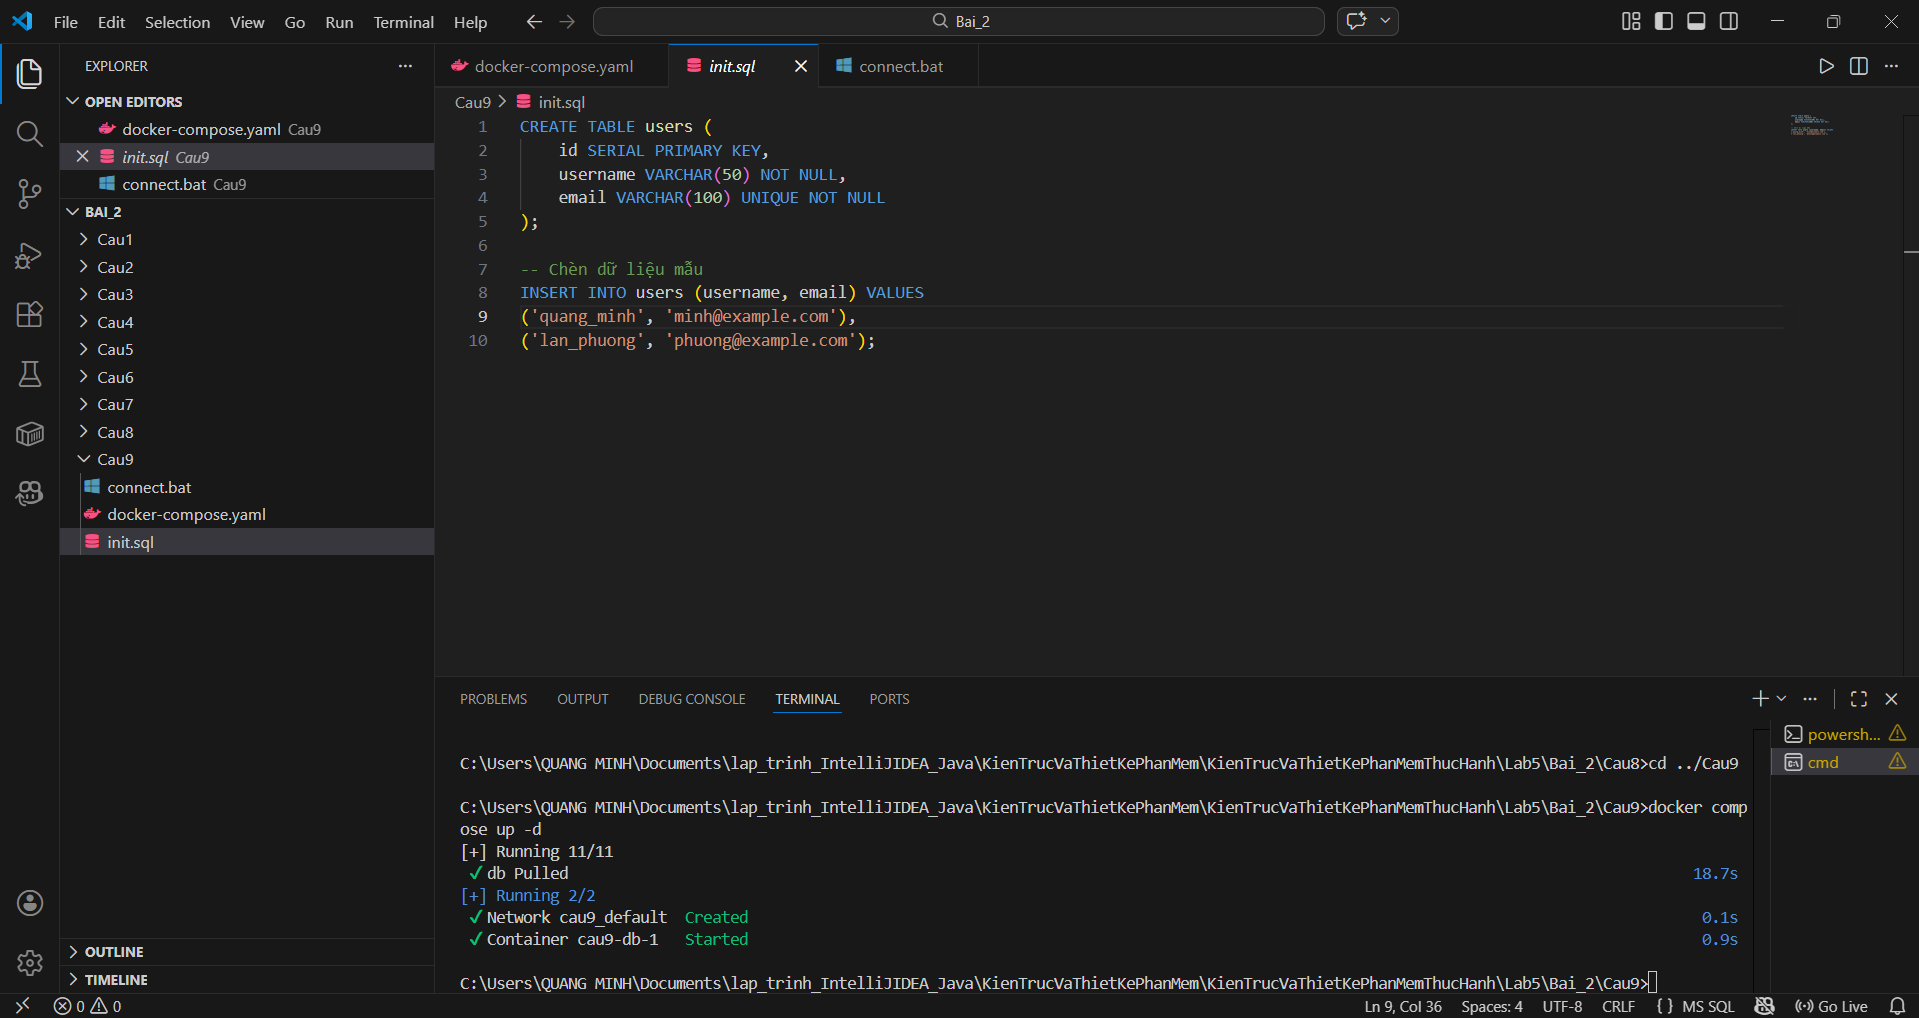 File Edit Selection View Go Run Terminal Help
Bai_2
EXPLORER
OPEN EDITORS
docker-compose.yaml Cau9
init.sql Cau9
connect.bat Cau9
BAI_2
Cau1
Cau2
Cau3
Cau4
Cau5
Cau6
Cau7
Cau8
Cau9
connect.bat
docker-compose.yaml
init.sql
OUTLINE
TIMELINE
docker-compose.yaml
init.sql
connect.bat
Cau9 > init.sql
1 CREATE TABLE users (
2 id SERIAL PRIMARY KEY,
3 username VARCHAR(50) NOT NULL,
4 email VARCHAR(100) UNIQUE NOT NULL
5 );
6
7 -- Chèn dữ liệu mẫu
8 INSERT INTO users (username, email) VALUES
9 ('quang_minh', 'minh@example.com'),
10 ('lan_phuong', 'phuong@example.com');
PROBLEMS OUTPUT DEBUG CONSOLE TERMINAL PORTS
C:\Users\QUANG MINH\Documents\lap_trinh_IntelliJIDEA_Java\KienTrucVaThietKePhanMem\KienTrucVaThietKePhanMemThucHanh\Lab5\Bai_2\Cau8>cd ../Cau9
C:\Users\QUANG MINH\Documents\lap_trinh_IntelliJIDEA_Java\KienTrucVaThietKePhanMem\KienTrucVaThietKePhanMemThucHanh\Lab5\Bai_2\Cau9>docker comp
ose up -d
[+] Running 11/11
✓ db Pulled 18.7s
[+] Running 2/2
✓ Network cau9_default Created 0.1s
✓ Container cau9-db-1 Started 0.9s
C:\Users\QUANG MINH\Documents\lap_trinh_IntelliJIDEA_Java\KienTrucVaThietKePhanMem\KienTrucVaThietKePhanMemThucHanh\Lab5\Bai_2\Cau9>
powersh...
cmd
0 0
Ln 9, Col 36 Spaces: 4 UTF-8 CRLF {} MS SQL Go Live